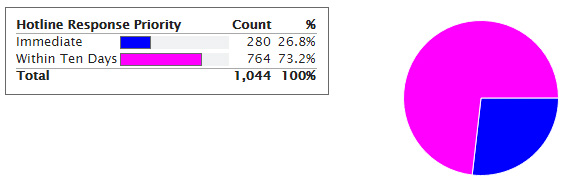 Hotline Response Priority Count %
Immediate 280 26.8%
Within Ten Days 764 73.2%
Total 1,044 100%